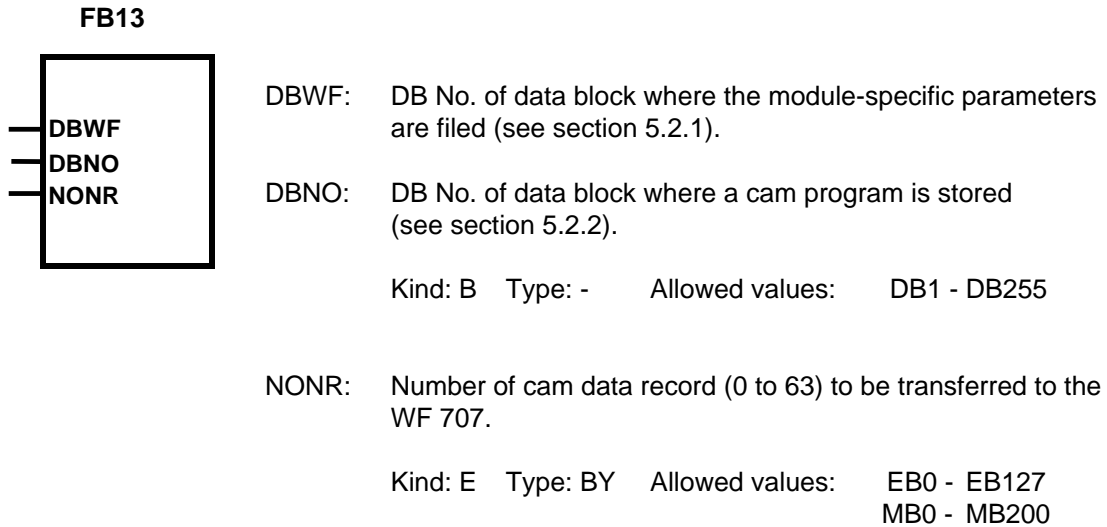 FB13
DBWF
DBNO
NONR
DBWF: DB No. of data block where the module-specific parameters
are filed (see section 5.2.1).
DBNO: DB No. of data block where a cam program is stored
(see section 5.2.2).
Kind: B Type: - Allowed values: DB1 - DB255
NONR: Number of cam data record (0 to 63) to be transferred to the
WF 707.
Kind: E Type: BY Allowed values: EB0 - EB127
MB0 - MB200